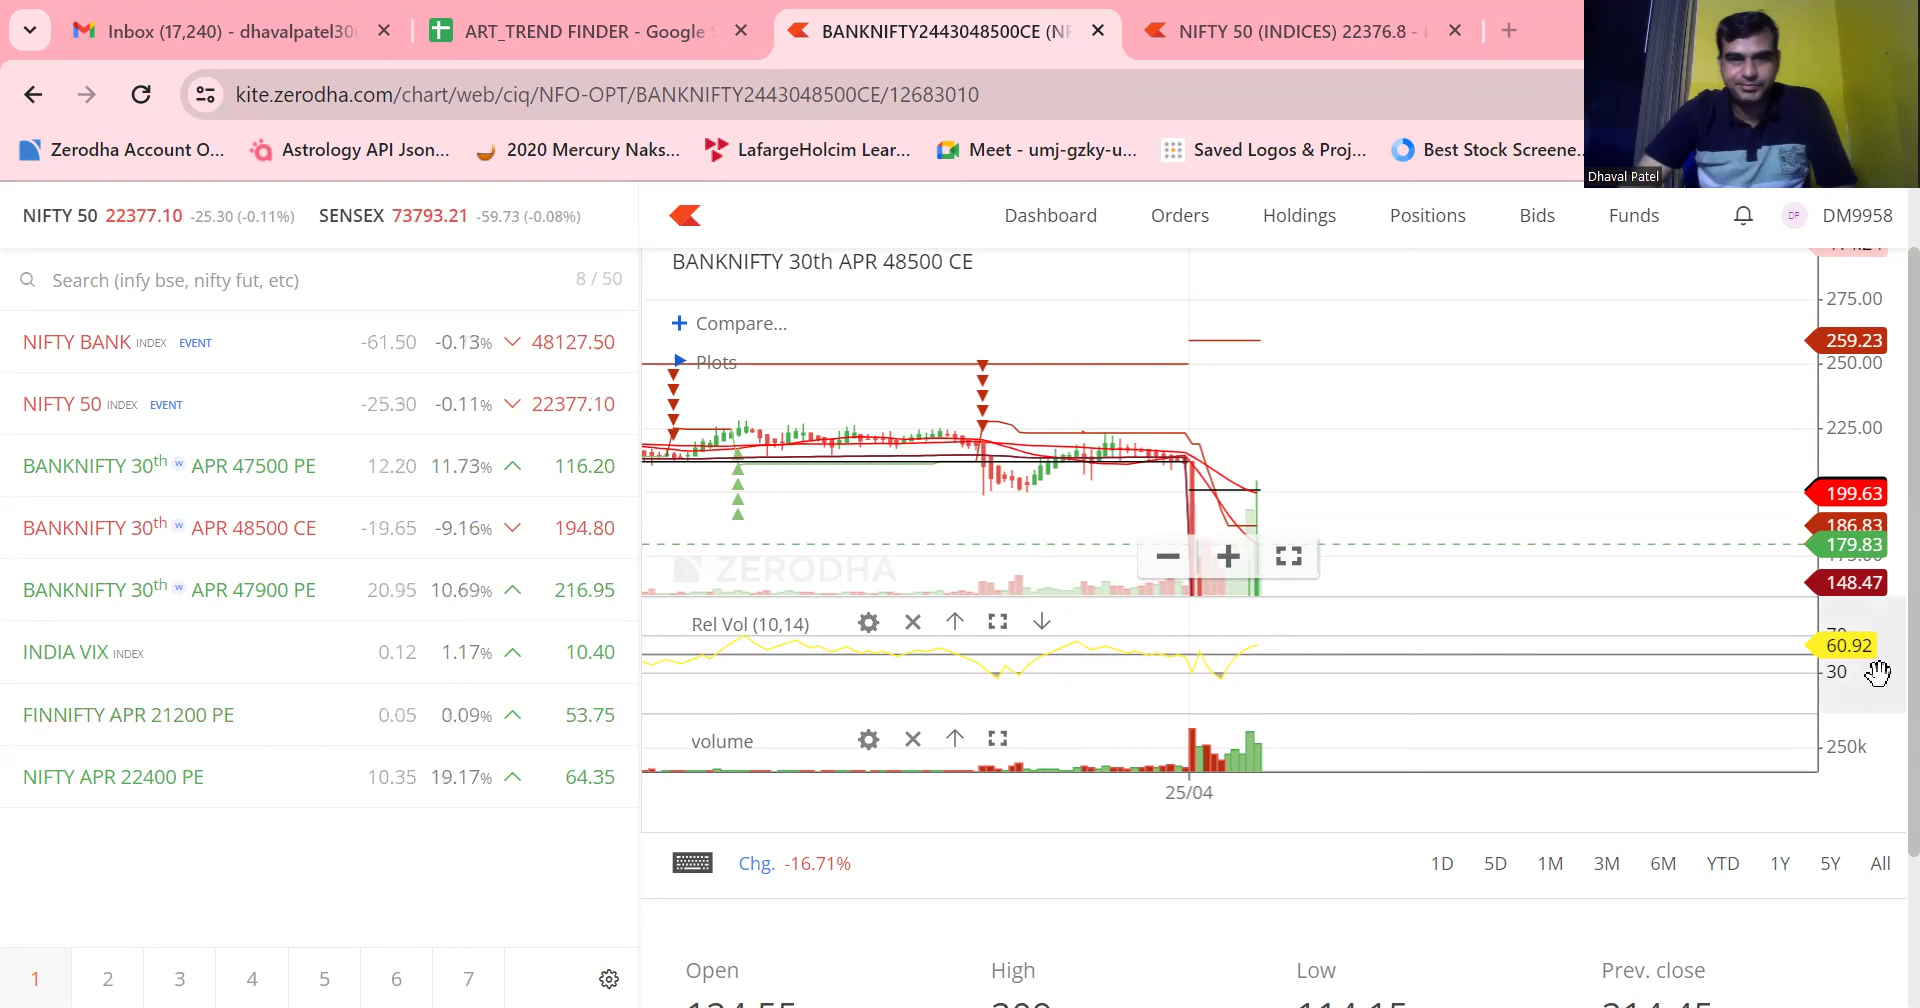 Inbox (17,240) - dhavalpatel30
ART_TREND FINDER - Google
BANKNIFTY2443048500CE (NF
NIFTY 50 (INDICES) 22376.8 -
kite.zerodha.com/chart/web/ciq/NFO-OPT/BANKNIFTY2443048500CE/12683010
Zerodha Account O...
Astrology API Json...
2020 Mercury Naks...
LafargeHolcim Lear...
Meet - umj-gzky-u...
Saved Logos & Proj...
Best Stock Screene...
Dhaval Patel
NIFTY 50 22377.10 -25.30 (-0.11%) SENSEX 73793.21 -59.73 (-0.08%)
Dashboard Orders Holdings Positions Bids Funds DP DM9958
Search (infy bse, nifty fut, etc) 8 / 50
NIFTY BANK INDEX EVENT -61.50 -0.13% 48127.50
NIFTY 50 INDEX EVENT -25.30 -0.11% 22377.10
BANKNIFTY 30th w APR 47500 PE 12.20 11.73% 116.20
BANKNIFTY 30th w APR 48500 CE -19.65 -9.16% 194.80
BANKNIFTY 30th w APR 47900 PE 20.95 10.69% 216.95
INDIA VIX INDEX 0.12 1.17% 10.40
FINNIFTY APR 21200 PE 0.05 0.09% 53.75
NIFTY APR 22400 PE 10.35 19.17% 64.35
1 2 3 4 5 6 7
BANKNIFTY 30th APR 48500 CE
Compare...
Plots
275.00
259.23
250.00
225.00
199.63
186.83
179.83
148.47
ZERODHA
Rel Vol (10,14)
60.92
30
volume
250k
25/04
Chg. -16.71%
1D 5D 1M 3M 6M YTD 1Y 5Y All
Open High Low Prev. close